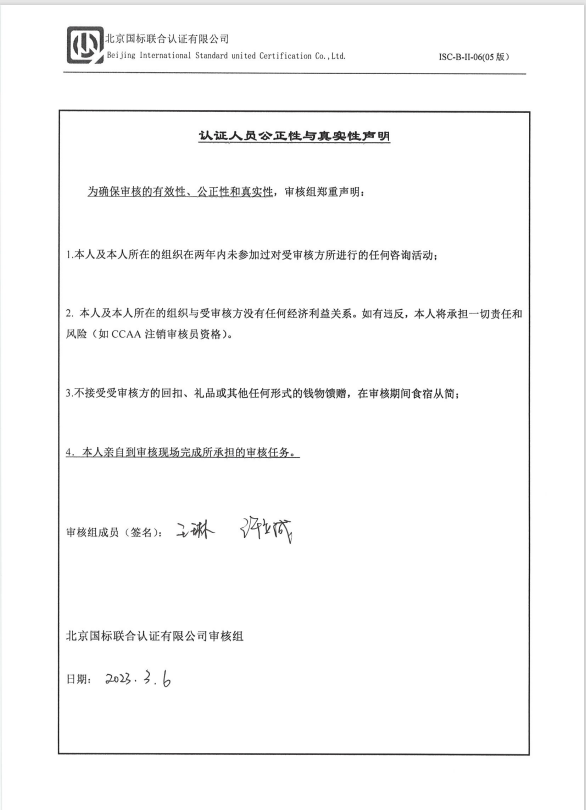 北京国标联合认证有限公司
Beijing International Standard united Certification Co.,Ltd.
ISC-B-II-06(05 版)
认证人员公正性与真实性声明
为确保审核的有效性、公正性和真实性，审核组郑重声明：
1.本人及本人所在的组织在两年内未参加过对受审核方所进行的任何咨询活动；
2. 本人及本人所在的组织与受审核方没有任何经济利益关系。如有违反，本人将承担一切责任和
风险（如 CCAA 注销审核员资格）。
3.不接受受审核方的回扣、礼品或其他任何形式的钱物馈赠，在审核期间食宿从简；
4．本人亲自到审核现场完成所承担的审核任务。
审核组成员（签名）： 王琳
北京国标联合认证有限公司审核组
日期： 2023.3.6